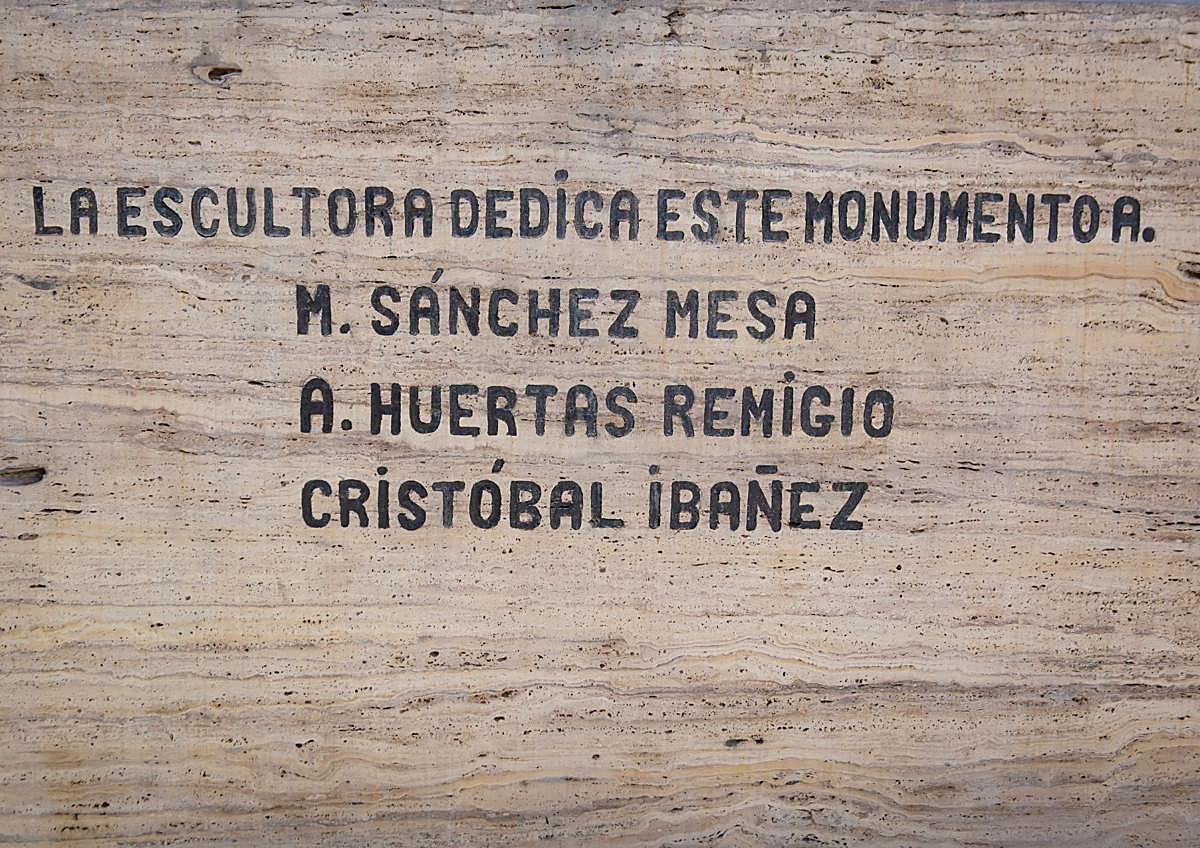 LA ESCULTORA DEDiCA ESTE MONUMENTO A.
M. SÁNCHEZ MESA
A. HUERTAS REMiGIO
CRiSTÓBAL iBAÑEZ